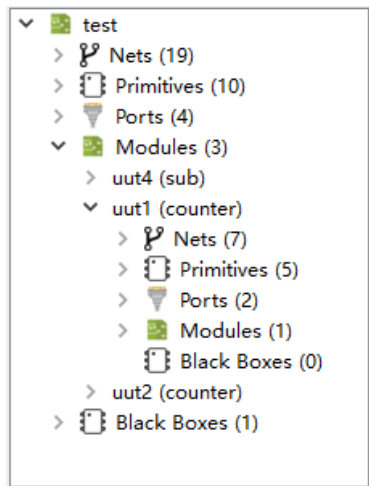 test
Nets (19)
Primitives (10)
Ports (4)
Modules (3)
uut4 (sub)
uut1 (counter)
Nets (7)
Primitives (5)
Ports (2)
Modules (1)
Black Boxes (0)
uut2 (counter)
Black Boxes (1)